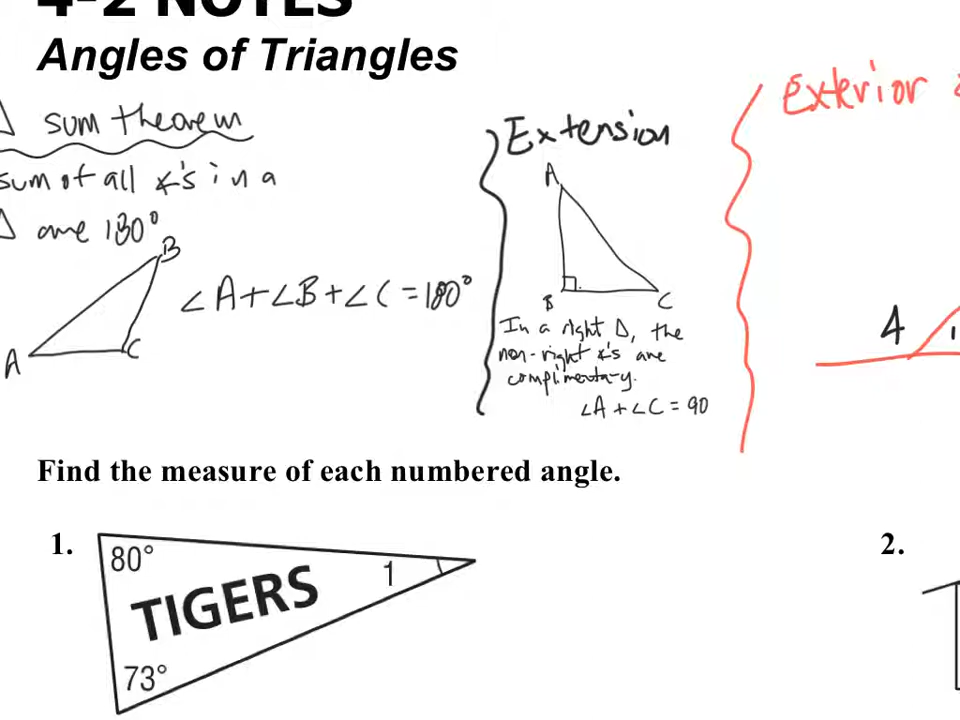 4-2 NOTES
Angles of Triangles
Δ sum theorem
sum of all ∠'s in a
Δ are 180°
B
∠A+∠B+∠C=180°
A
C
Extension
A
B
C
In a right Δ, the
non-right ∠'s are
complimentary.
∠A+∠C=90
Exterior
4
1
Find the measure of each numbered angle.
1.
80°
TIGERS
1
73°
2.